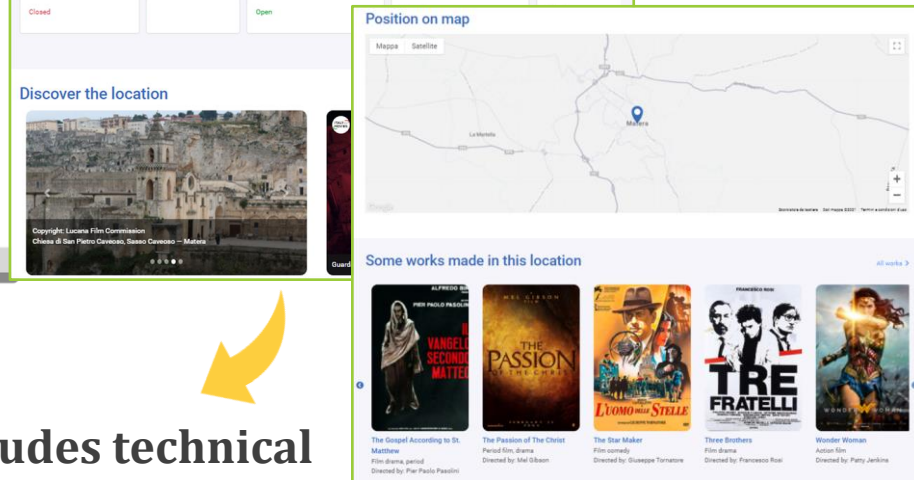 Closed
Open
Discover the location
Copyright: Lucana Film Commission
Chiesa di San Pietro Caveoso, Sasso Caveoso — Matera
Guardi
udes technical
Position on map
Mappa Satellite
La Martella
Matera
Google
Some works made in this location
All works >
ALFREDO BI
PIER PAOLO PASOLIN
VANGELO
SECONDO
MATTEO
MEL GIBSON
FILM
THE
PASSION
OF THE CHRIST
L'UOMO DELLE STELLE
FRANCESCO ROSI
TRE
FRATELLI
WONDER WOMAN
The Gospel According to St.
Matthew
Film drama, period
Directed by: Pier Paolo Pasolini
The Passion of The Christ
Period film, drama
Directed by: Mel Gibson
The Star Maker
Film comedy
Directed by: Giuseppe Tornatore
Three Brothers
Film drama
Directed by: Francesco Rosi
Wonder Woman
Action film
Directed by: Patty Jenkins